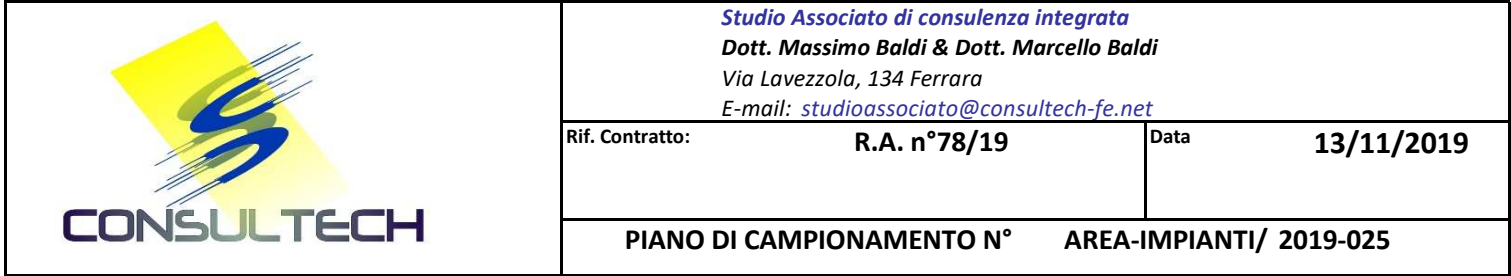 CONSULTECH
Studio Associato di consulenza integrata
Dott. Massimo Baldi & Dott. Marcello Baldi
Via Lavezzola, 134 Ferrara
E-mail: studioassociato@consultech-fe.net
Rif. Contratto: R.A. n°78/19 Data 13/11/2019
PIANO DI CAMPIONAMENTO N° AREA-IMPIANTI/ 2019-025